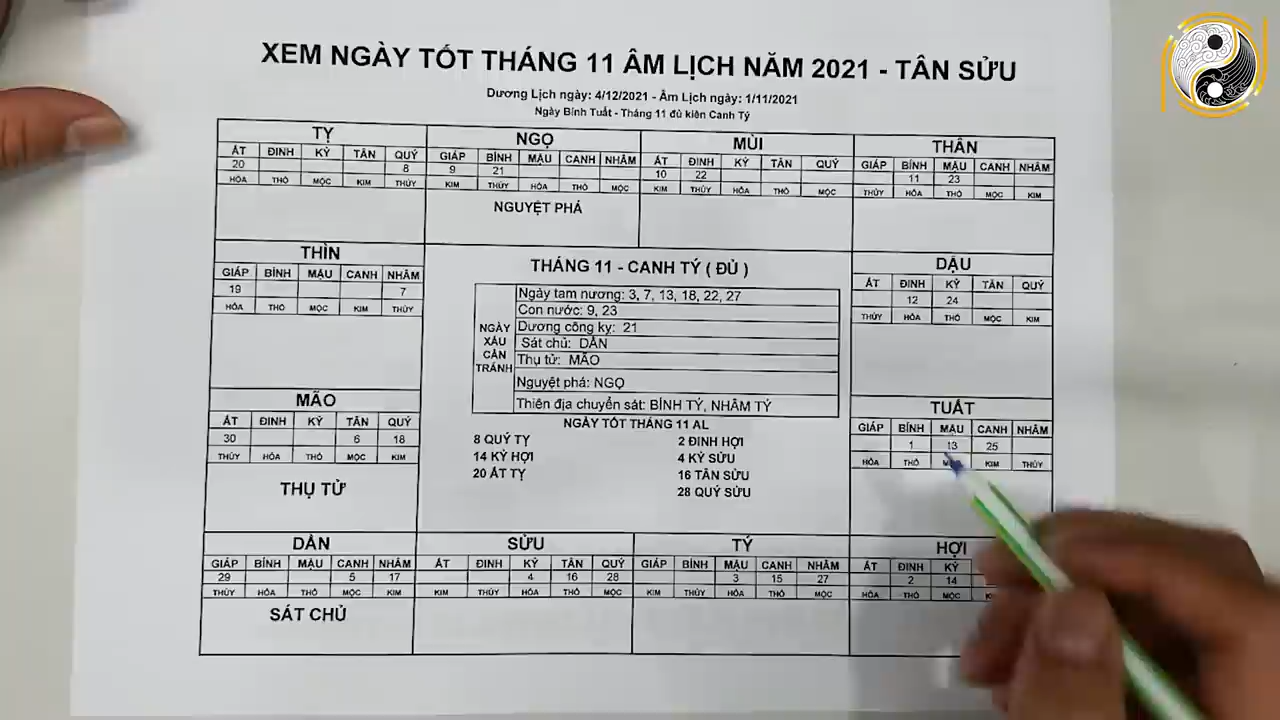 XEM NGÀY TỐT THÁNG 11 ÂM LỊCH NĂM 2021 - TÂN SỬU
Dương Lịch ngày: 4/12/2021 - Âm Lịch ngày: 1/11/2021
Ngày Bính Tuất - Tháng 11 đủ kiến Canh Tý
TỴ
ẤT ĐINH KỶ TÂN QUÝ
20 8
HỎA THỔ MỘC KIM THỦY
NGỌ
GIÁP BÍNH MẬU CANH NHÂM
9 21
KIM THỦY HỎA THỔ MỘC
NGUYỆT PHÁ
MÙI
ẤT ĐINH KỶ TÂN QUÝ
10 22
KIM THỦY HỎA THỔ MỘC
THÂN
GIÁP BÍNH MẬU CANH NHÂM
11 23
THỦY HỎA THỔ MỘC KIM
THÌN
GIÁP BÍNH MẬU CANH NHÂM
19 7
HỎA THỔ MỘC KIM THỦY
THÁNG 11 - CANH TÝ ( ĐỦ )
NGÀY XẤU CẦN TRÁNH
Ngày tam nương: 3, 7, 13, 18, 22, 27
Con nước: 9, 23
Dương công kỵ: 21
Sát chủ: DẦN
Thụ tử: MÃO
Nguyệt phá: NGỌ
Thiên địa chuyển sát: BÍNH TÝ, NHÂM TÝ
NGÀY TỐT THÁNG 11 AL
8 QUÝ TỴ 2 ĐINH HỢI
14 KỶ HỢI 4 KỶ SỬU
20 ẤT TỴ 16 TÂN SỬU
28 QUÝ SỬU
DẬU
ẤT ĐINH KỶ TÂN QUÝ
12 24
THỦY HỎA THỔ MỘC KIM
MÃO
ẤT ĐINH KỶ TÂN QUÝ
30 6 18
THỦY HỎA THỔ MỘC KIM
THỤ TỬ
TUẤT
GIÁP BÍNH MẬU CANH NHÂM
1 13 25
HỎA THỔ KIM THỦY
DẦN
GIÁP BÍNH MẬU CANH NHÂM
29 5 17
THỦY HỎA THỔ MỘC KIM
SÁT CHỦ
SỬU
ẤT ĐINH KỶ TÂN QUÝ
4 16 28
KIM THỦY HỎA THỔ MỘC
TÝ
GIÁP BÍNH MẬU CANH NHÂM
3 15 27
KIM THỦY HỎA THỔ MỘC
HỢI
ẤT ĐINH KỶ
2 14
HỎA THỔ MỘC